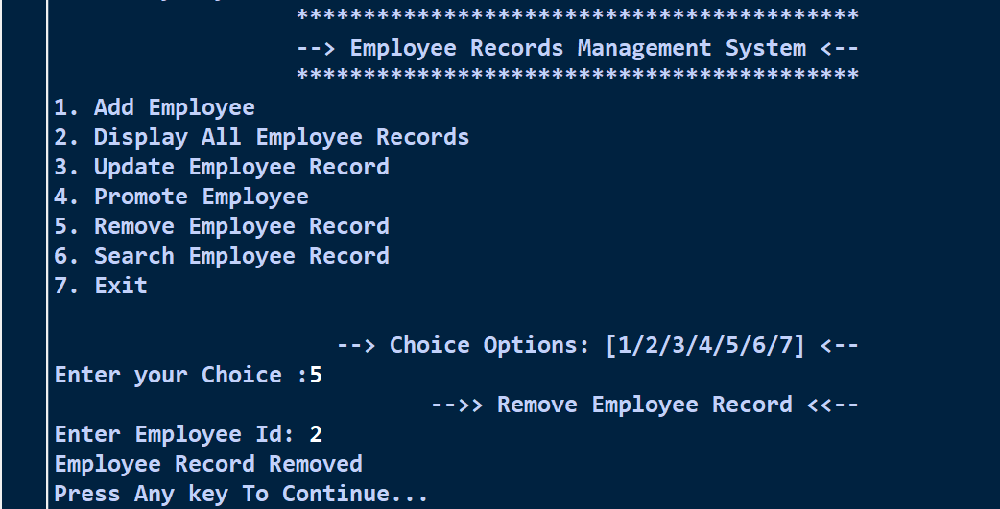 ******************************************
--> Employee Records Management System <--
******************************************
1. Add Employee
2. Display All Employee Records
3. Update Employee Record
4. Promote Employee
5. Remove Employee Record
6. Search Employee Record
7. Exit
--> Choice Options: [1/2/3/4/5/6/7] <--
Enter your Choice :5
-->> Remove Employee Record <<--
Enter Employee Id: 2
Employee Record Removed
Press Any key To Continue...